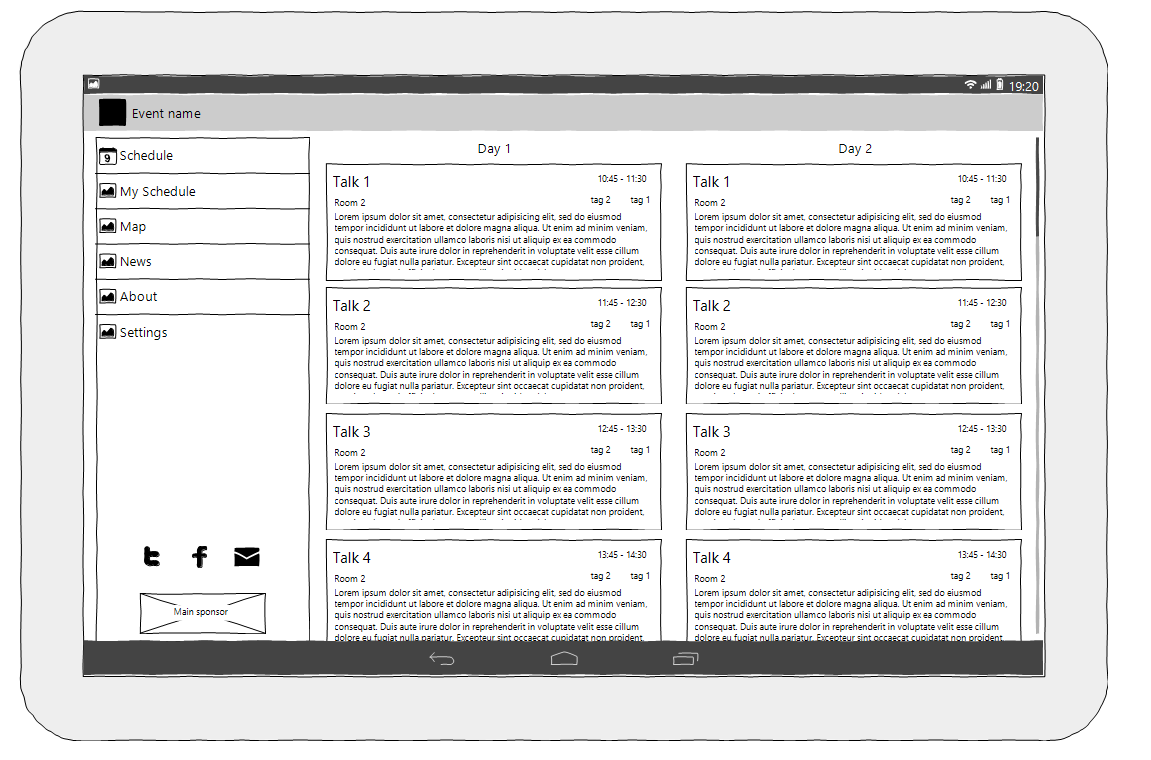 19:20
Event name
9 Schedule
My Schedule
Map
News
About
Settings
Main sponsor
Day 1
Talk 1 10:45 - 11:30
Room 2 tag 2 tag 1
Lorem ipsum dolor sit amet, consectetur adipisicing elit, sed do eiusmod
tempor incididunt ut labore et dolore magna aliqua. Ut enim ad minim veniam,
quis nostrud exercitation ullamco laboris nisi ut aliquip ex ea commodo
consequat. Duis aute irure dolor in reprehenderit in voluptate velit esse cillum
dolore eu fugiat nulla pariatur. Excepteur sint occaecat cupidatat non proident,
Talk 2 11:45 - 12:30
Room 2 tag 2 tag 1
Lorem ipsum dolor sit amet, consectetur adipisicing elit, sed do eiusmod
tempor incididunt ut labore et dolore magna aliqua. Ut enim ad minim veniam,
quis nostrud exercitation ullamco laboris nisi ut aliquip ex ea commodo
consequat. Duis aute irure dolor in reprehenderit in voluptate velit esse cillum
dolore eu fugiat nulla pariatur. Excepteur sint occaecat cupidatat non proident,
Talk 3 12:45 - 13:30
Room 2 tag 2 tag 1
Lorem ipsum dolor sit amet, consectetur adipisicing elit, sed do eiusmod
tempor incididunt ut labore et dolore magna aliqua. Ut enim ad minim veniam,
quis nostrud exercitation ullamco laboris nisi ut aliquip ex ea commodo
consequat. Duis aute irure dolor in reprehenderit in voluptate velit esse cillum
dolore eu fugiat nulla pariatur. Excepteur sint occaecat cupidatat non proident,
Talk 4 13:45 - 14:30
Room 2 tag 2 tag 1
Lorem ipsum dolor sit amet, consectetur adipisicing elit, sed do eiusmod
tempor incididunt ut labore et dolore magna aliqua. Ut enim ad minim veniam,
quis nostrud exercitation ullamco laboris nisi ut aliquip ex ea commodo
consequat. Duis aute irure dolor in reprehenderit in voluptate velit esse cillum
dolore eu fugiat nulla pariatur. Excepteur sint occaecat cupidatat non proident,
Day 2
Talk 1 10:45 - 11:30
Room 2 tag 2 tag 1
Lorem ipsum dolor sit amet, consectetur adipisicing elit, sed do eiusmod
tempor incididunt ut labore et dolore magna aliqua. Ut enim ad minim veniam,
quis nostrud exercitation ullamco laboris nisi ut aliquip ex ea commodo
consequat. Duis aute irure dolor in reprehenderit in voluptate velit esse cillum
dolore eu fugiat nulla pariatur. Excepteur sint occaecat cupidatat non proident,
Talk 2 11:45 - 12:30
Room 2 tag 2 tag 1
Lorem ipsum dolor sit amet, consectetur adipisicing elit, sed do eiusmod
tempor incididunt ut labore et dolore magna aliqua. Ut enim ad minim veniam,
quis nostrud exercitation ullamco laboris nisi ut aliquip ex ea commodo
consequat. Duis aute irure dolor in reprehenderit in voluptate velit esse cillum
dolore eu fugiat nulla pariatur. Excepteur sint occaecat cupidatat non proident,
Talk 3 12:45 - 13:30
Room 2 tag 2 tag 1
Lorem ipsum dolor sit amet, consectetur adipisicing elit, sed do eiusmod
tempor incididunt ut labore et dolore magna aliqua. Ut enim ad minim veniam,
quis nostrud exercitation ullamco laboris nisi ut aliquip ex ea commodo
consequat. Duis aute irure dolor in reprehenderit in voluptate velit esse cillum
dolore eu fugiat nulla pariatur. Excepteur sint occaecat cupidatat non proident,
Talk 4 13:45 - 14:30
Room 2 tag 2 tag 1
Lorem ipsum dolor sit amet, consectetur adipisicing elit, sed do eiusmod
tempor incididunt ut labore et dolore magna aliqua. Ut enim ad minim veniam,
quis nostrud exercitation ullamco laboris nisi ut aliquip ex ea commodo
consequat. Duis aute irure dolor in reprehenderit in voluptate velit esse cillum
dolore eu fugiat nulla pariatur. Excepteur sint occaecat cupidatat non proident,